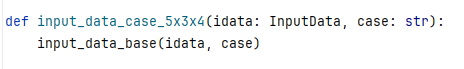 def input_data_case_5x3x4(idata: InputData, case: str):
    input_data_base(idata, case)